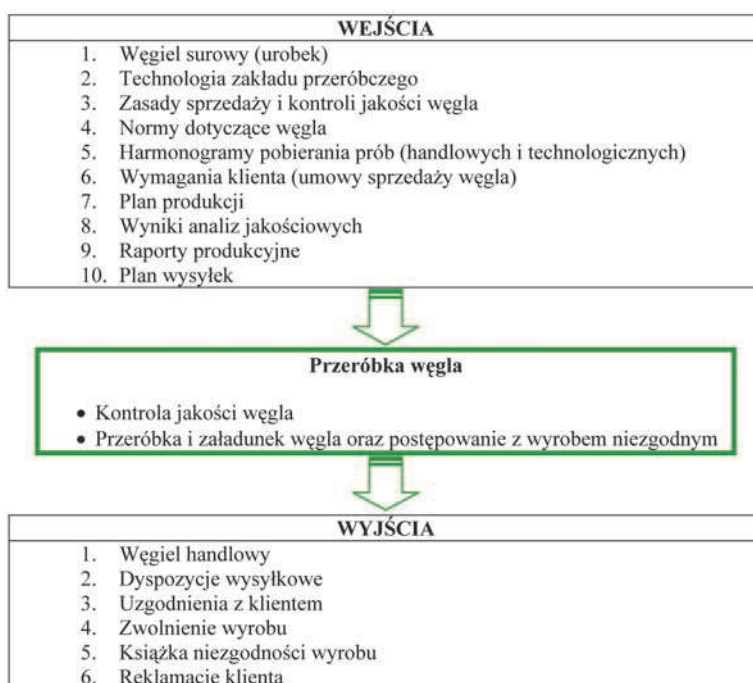 WEJŚCIA
1. Węgiel surowy (urobek)
2. Technologia zakładu przeróbczego
3. Zasady sprzedaży i kontroli jakości węgla
4. Normy dotyczące węgla
5. Harmonogramy pobierania prób (handlowych i technologicznych)
6. Wymagania klienta (umowy sprzedaży węgla)
7. Plan produkcji
8. Wyniki analiz jakościowych
9. Raporty produkcyjne
10. Plan wysyłek
Przeróbka węgla
• Kontrola jakości węgla
• Przeróbka i załadunek węgla oraz postępowanie z wyrobem niezgodnym
WYJŚCIA
1. Węgiel handlowy
2. Dyspozycje wysyłkowe
3. Uzgodnienia z klientem
4. Zwolnienie wyrobu
5. Książka niezgodności wyrobu
6. Reklamacje klienta